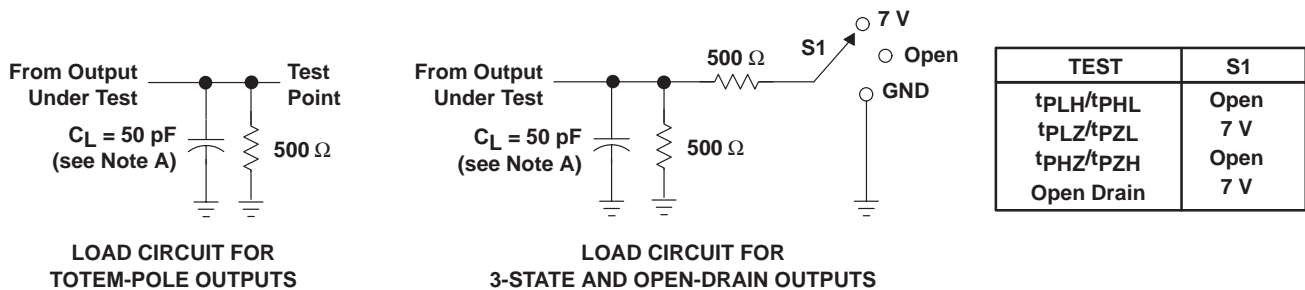 From Output
Under Test
Test
Point
CL = 50 pF
(see Note A)
500 Ω
LOAD CIRCUIT FOR
TOTEM-POLE OUTPUTS
From Output
Under Test
CL = 50 pF
(see Note A)
500 Ω
500 Ω
S1
7 V
Open
GND
LOAD CIRCUIT FOR
3-STATE AND OPEN-DRAIN OUTPUTS
TEST S1
tPLH/tPHL Open
tPLZ/tPZL 7 V
tPHZ/tPZH Open
Open Drain 7 V